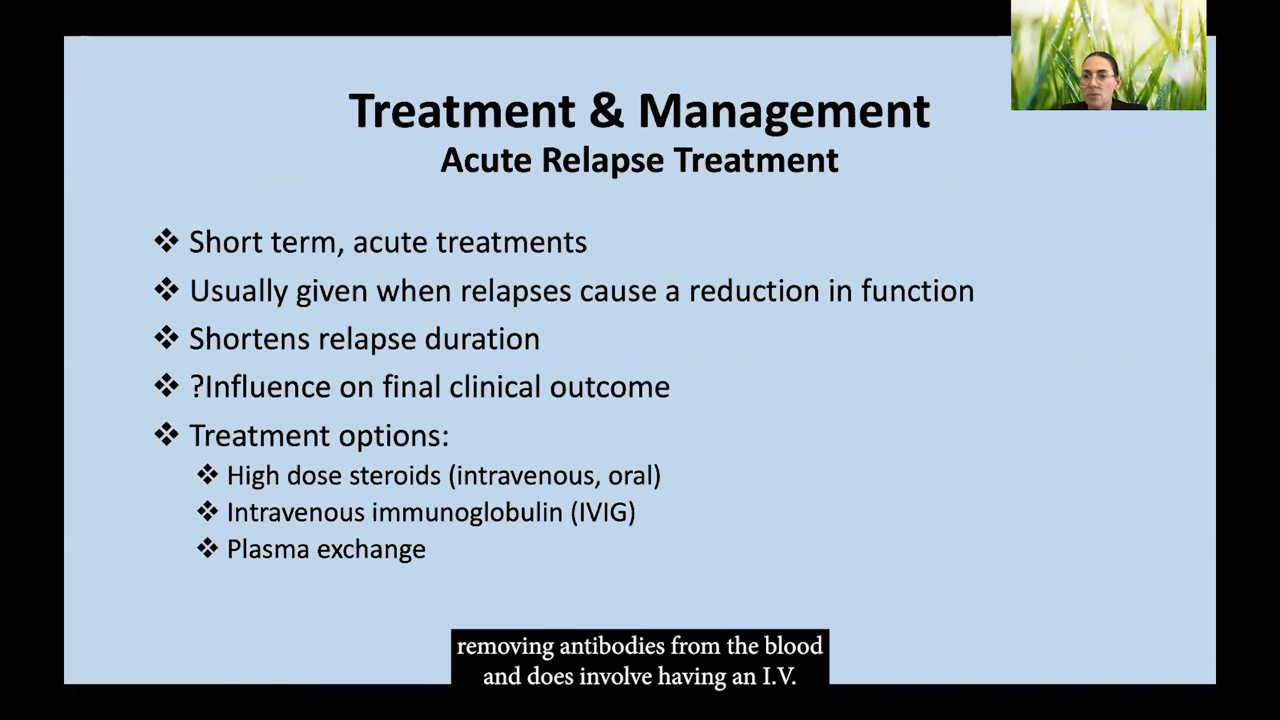 Treatment & Management
Acute Relapse Treatment
❖ Short term, acute treatments
❖ Usually given when relapses cause a reduction in function
❖ Shortens relapse duration
❖ ?Influence on final clinical outcome
❖ Treatment options:
❖ High dose steroids (intravenous, oral)
❖ Intravenous immunoglobulin (IVIG)
❖ Plasma exchange
removing antibodies from the blood
and does involve having an I.V.